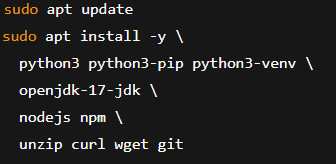 sudo apt update
sudo apt install -y \
  python3 python3-pip python3-venv \
  openjdk-17-jdk \
  nodejs npm \
  unzip curl wget git